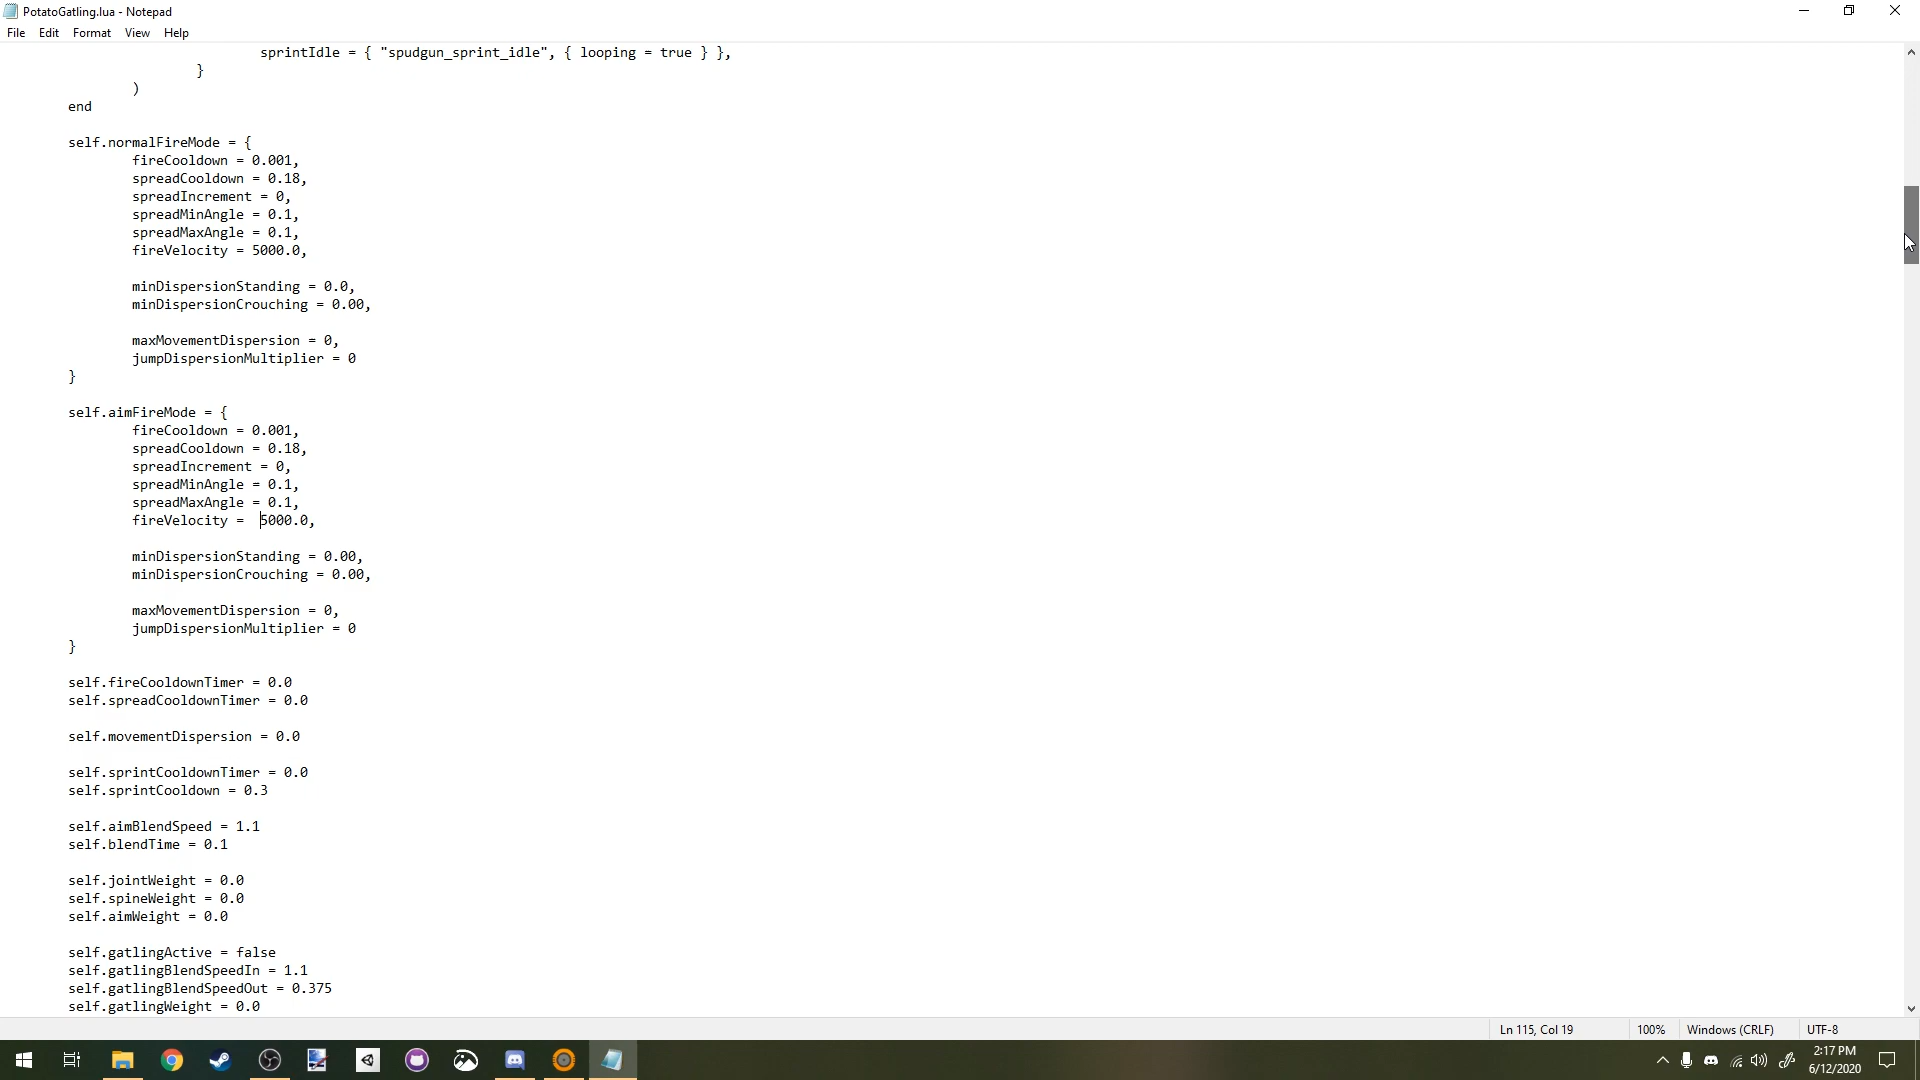 PotatoGatling.lua - Notepad
File Edit Format View Help
sprintIdle = { "spudgun_sprint_idle", { looping = true } },
}
)
end
self.normalFireMode = {
fireCooldown = 0.001,
spreadCooldown = 0.18,
spreadIncrement = 0,
spreadMinAngle = 0.1,
spreadMaxAngle = 0.1,
fireVelocity = 5000.0,
minDispersionStanding = 0.0,
minDispersionCrouching = 0.00,
maxMovementDispersion = 0,
jumpDispersionMultiplier = 0
}
self.aimFireMode = {
fireCooldown = 0.001,
spreadCooldown = 0.18,
spreadIncrement = 0,
spreadMinAngle = 0.1,
spreadMaxAngle = 0.1,
fireVelocity =  5000.0,
minDispersionStanding = 0.00,
minDispersionCrouching = 0.00,
maxMovementDispersion = 0,
jumpDispersionMultiplier = 0
}
self.fireCooldownTimer = 0.0
self.spreadCooldownTimer = 0.0
self.movementDispersion = 0.0
self.sprintCooldownTimer = 0.0
self.sprintCooldown = 0.3
self.aimBlendSpeed = 1.1
self.blendTime = 0.1
self.jointWeight = 0.0
self.spineWeight = 0.0
self.aimWeight = 0.0
self.gatlingActive = false
self.gatlingBlendSpeedIn = 1.1
self.gatlingBlendSpeedOut = 0.375
self.gatlingWeight = 0.0
Ln 115, Col 19 100% Windows (CRLF) UTF-8
2:17 PM
6/12/2020